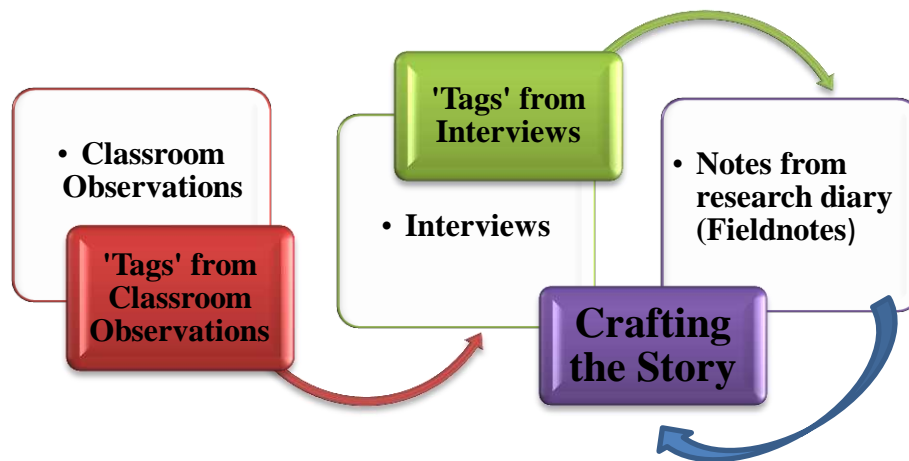 • Classroom
Observations
'Tags' from
Classroom
Observations
'Tags' from
Interviews
• Interviews
• Notes from
research diary
(Fieldnotes)
Crafting
the Story